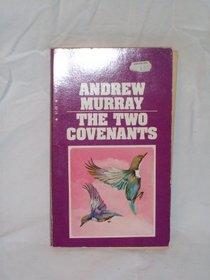 ANDREW
MURRAY
THE TWO
COVENANTS